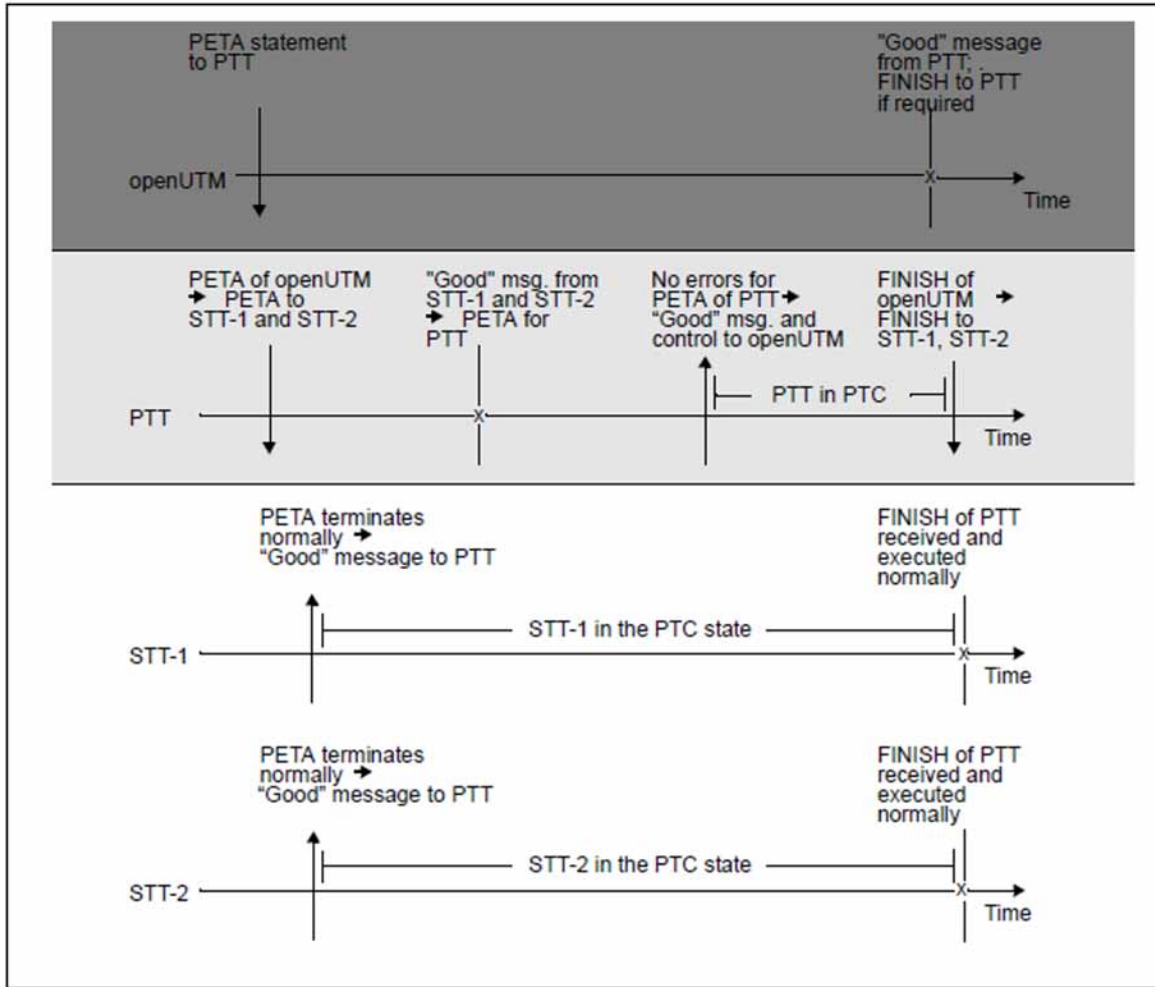 PETA statement
to PTT
"Good" message
from PTT; .
FINISH to PTT
if required
openUTM
X
Time
PETA of openUTM
➔ PETA to
STT-1 and STT-2
"Good" msg. from
STT-1 and STT-2
➔ PETA for
PTT
No errors for
PETA of PTT ➔
“Good” msg. and
control to openUTM
FINISH of
openUTM ➔
FINISH to
STT-1, STT-2
PTT in PTC
PTT
X
Time
PETA terminates
normally ➔
“Good” message to PTT
FINISH of PTT
received and
executed
normally
STT-1 in the PTC state
STT-1
X
Time
PETA terminates
normally ➔
“Good” message to PTT
FINISH of PTT
received and
executed
normally
STT-2 in the PTC state
STT-2
X
Time